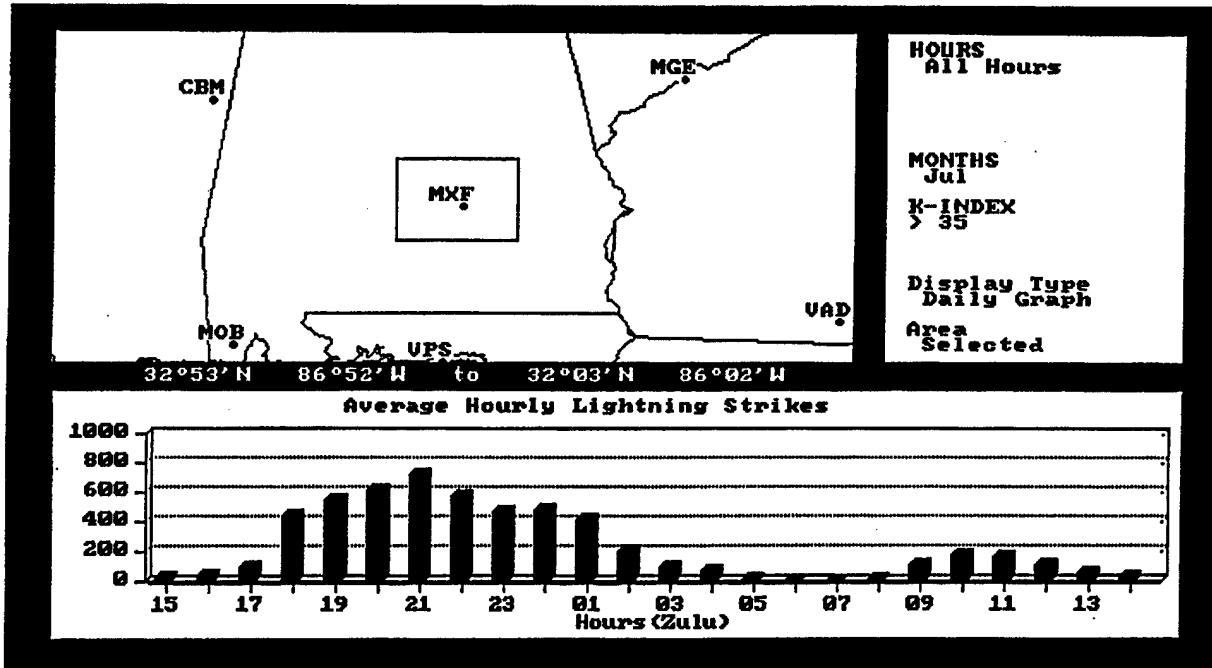 CBM
MGE
MXF
MOB
VPS
VAD
HOURS
All Hours
MONTHS
Jul
K-INDEX
> 35
Display Type
Daily Graph
Area
Selected
32°53'N 86°52'W to 32°03'N 86°02'W
Average Hourly Lightning Strikes
1000
800
600
400
200
0
15 17 19 21 23 01 03 05 07 09 11 13
Hours(Zulu)